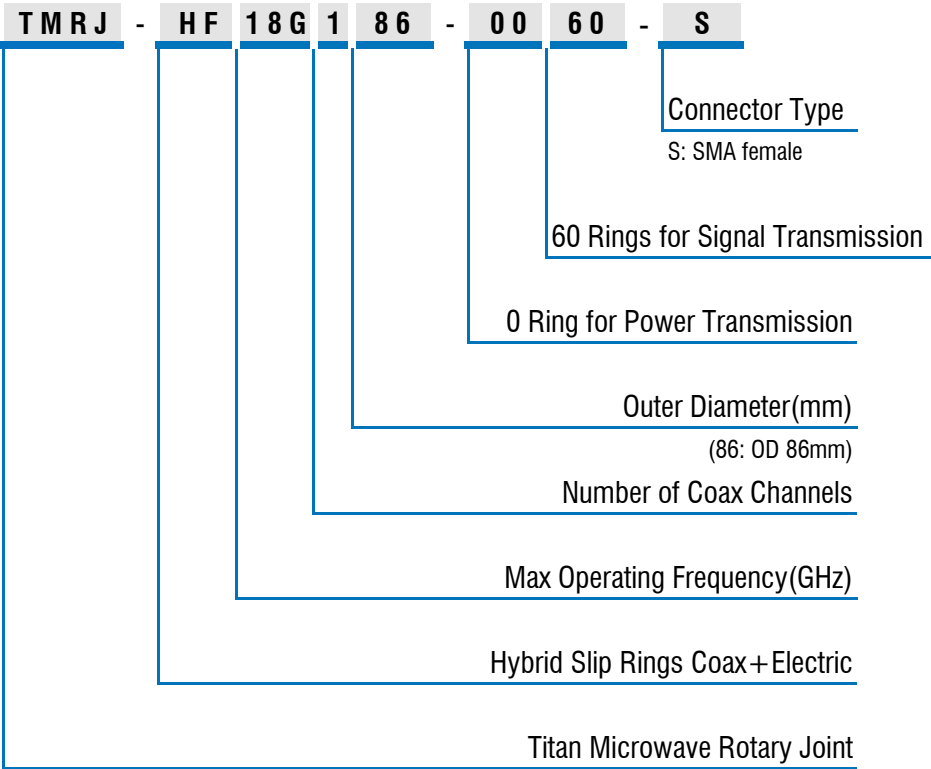 TMRJ - HF 18G 1 86 - 00 60 - S
Connector Type
S: SMA female
60 Rings for Signal Transmission
0 Ring for Power Transmission
Outer Diameter(mm)
(86: OD 86mm)
Number of Coax Channels
Max Operating Frequency(GHz)
Hybrid Slip Rings Coax+Electric
Titan Microwave Rotary Joint